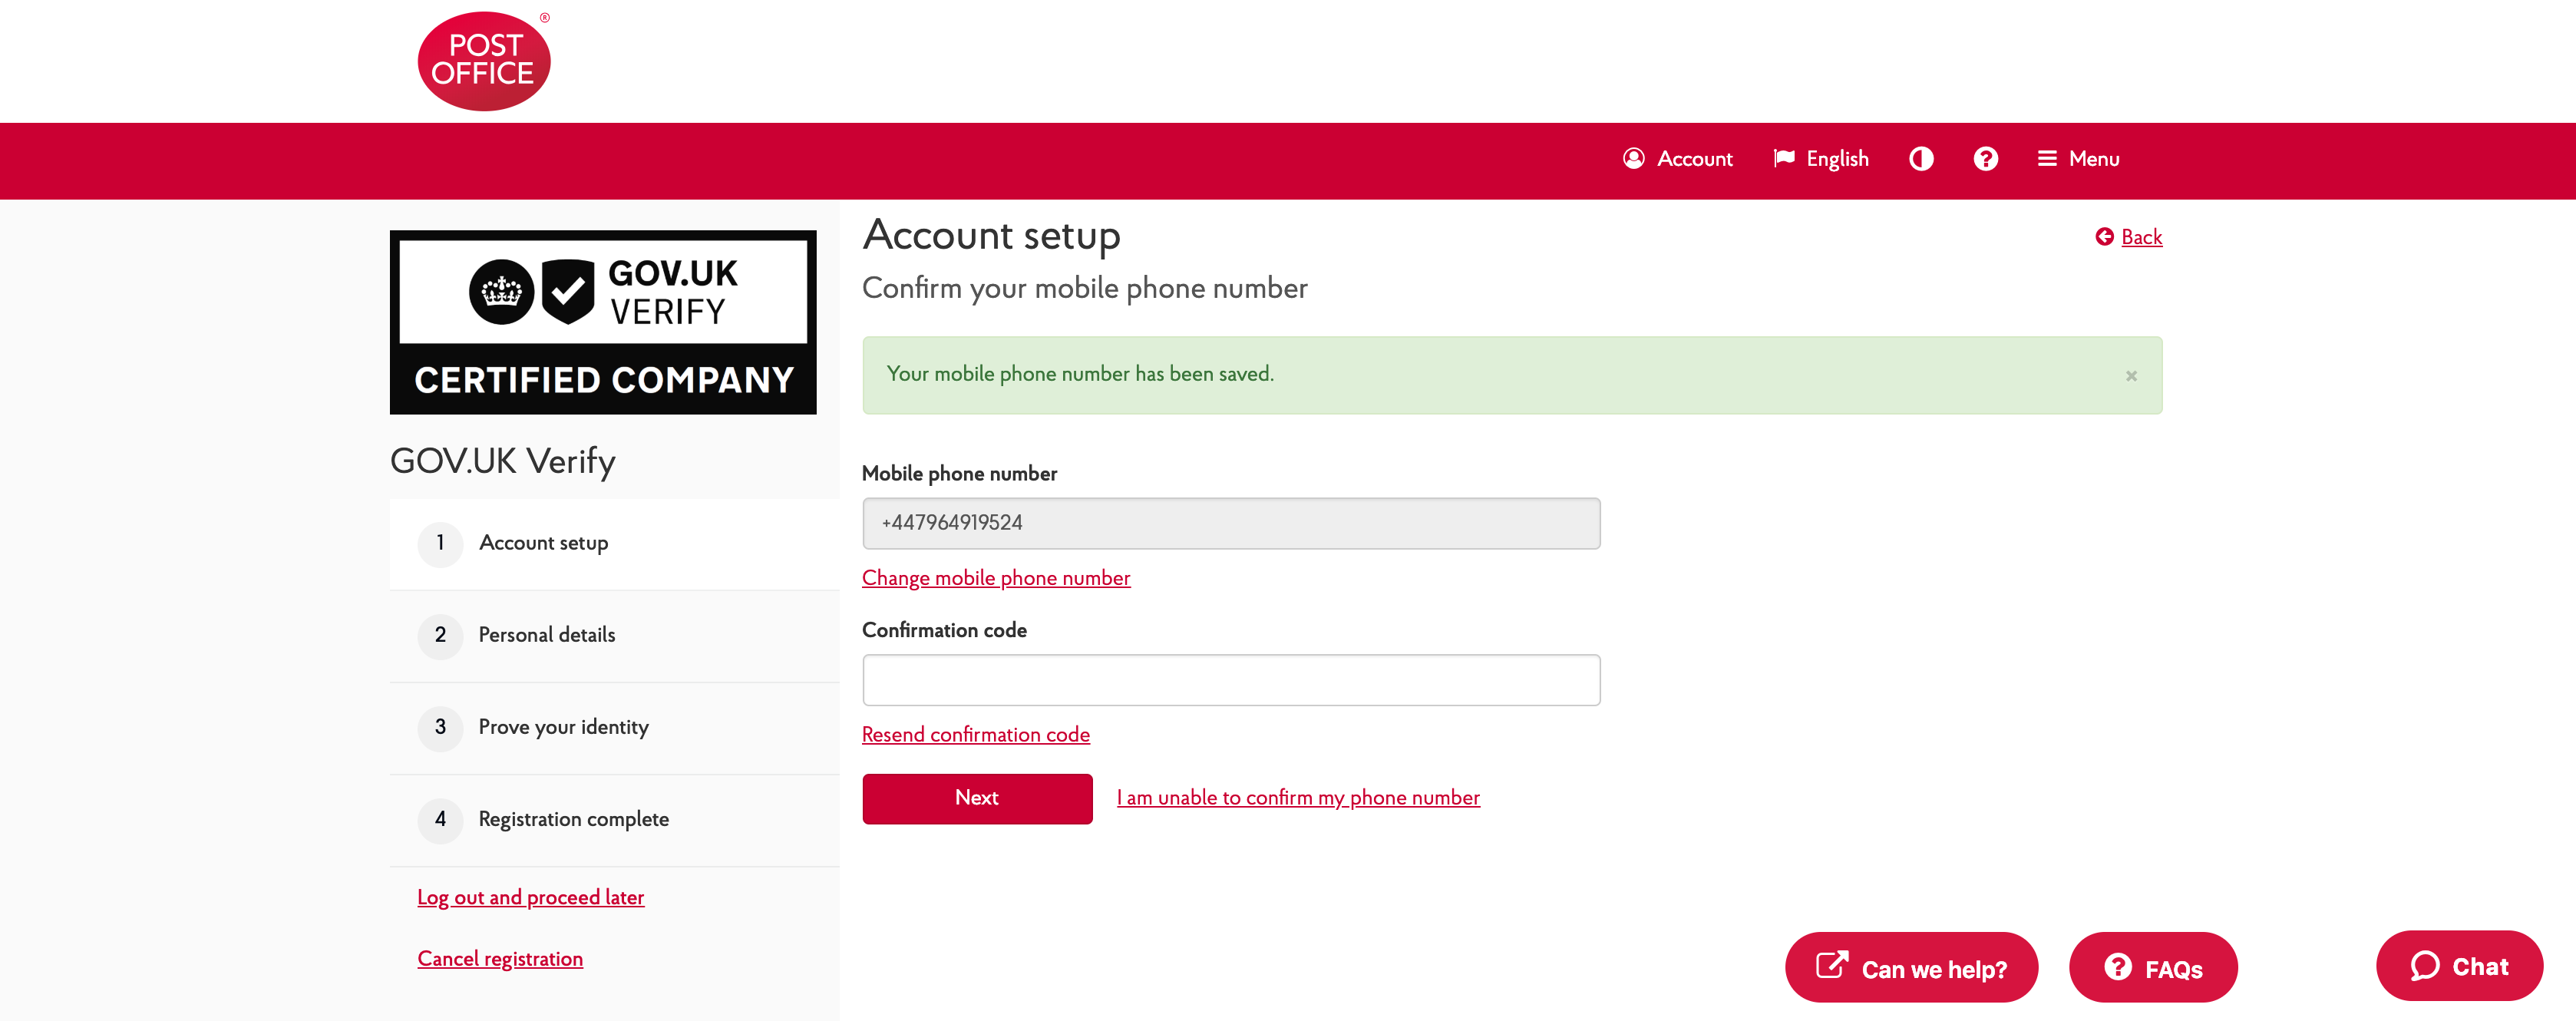 POST
OFFICE
®
Account
English
Menu
GOV.UK
VERIFY
CERTIFIED COMPANY
GOV.UK Verify
1 Account setup
2 Personal details
3 Prove your identity
4 Registration complete
Log out and proceed later
Cancel registration
Account setup
Back
Confirm your mobile phone number
Your mobile phone number has been saved.
×
Mobile phone number
+447964919524
Change mobile phone number
Confirmation code
Resend confirmation code
Next
I am unable to confirm my phone number
Can we help?
? FAQs
Chat